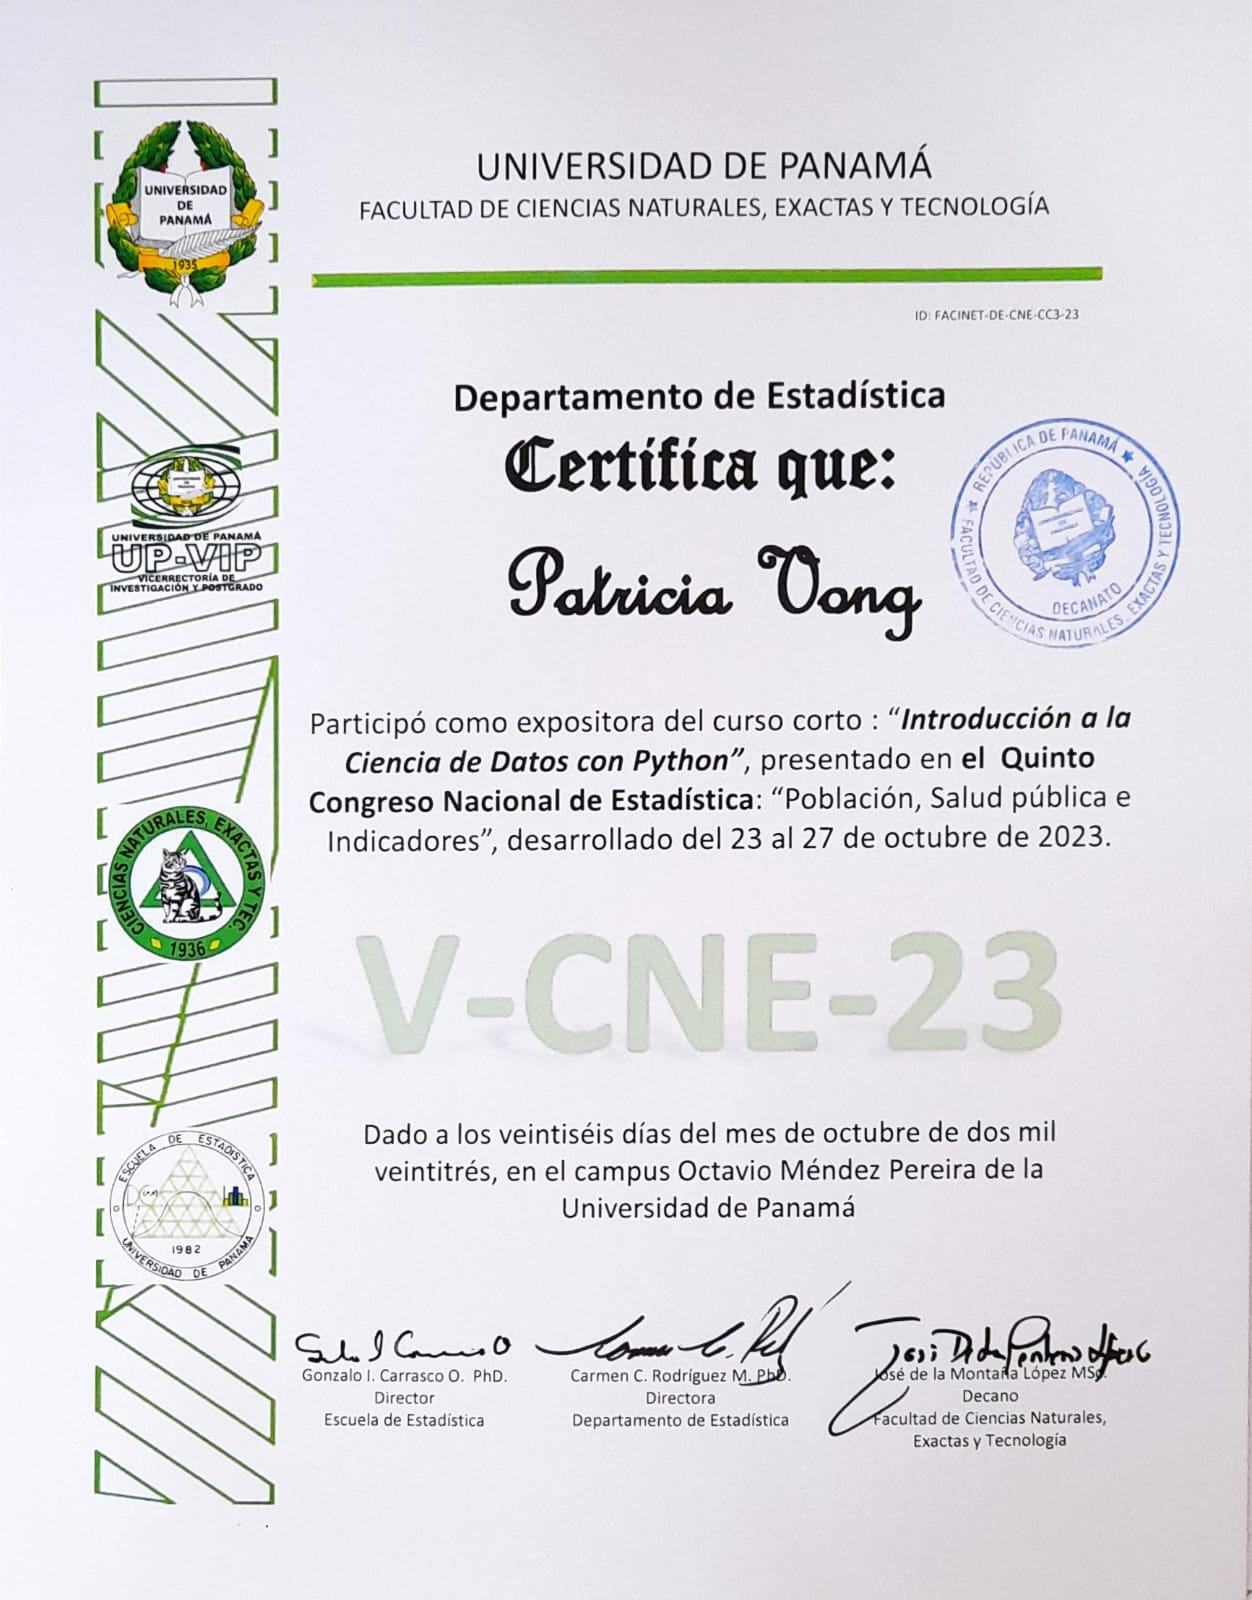 UNIVERSIDAD DE PANAMÁ
FACULTAD DE CIENCIAS NATURALES, EXACTAS Y TECNOLOGÍA
ID: FACINET-DE-CNE-CC3-23
UNIVERSIDAD
DE
PANAMÁ
1935
Departamento de Estadística
Certifica que:
Patricia Vong
REPÚBLICA DE PANAMÁ
FACULTAD DE CIENCIAS NATURALES, EXACTAS Y TECNOLOGÍA
DECANATO
UNIVERSIDAD DE PANAMÁ
UP-VIP
VICERRECTORÍA DE
INVESTIGACIÓN Y POSTGRADO
Participó como expositora del curso corto : “Introducción a la
Ciencia de Datos con Python”, presentado en el Quinto
Congreso Nacional de Estadística: “Población, Salud pública e
Indicadores”, desarrollado del 23 al 27 de octubre de 2023.
CIENCIAS NATURALES, EXACTAS Y TEC.
1936
V-CNE-23
Dado a los veintiséis días del mes de octubre de dos mil
veintitrés, en el campus Octavio Méndez Pereira de la
Universidad de Panamá
ESCUELA DE ESTADISTICA
1982
UNIVERSIDAD DE PANAMA
Gonzalo I. Carrasco O. PhD.
Director
Escuela de Estadística
Carmen C. Rodríguez M. PhD.
Directora
Departamento de Estadística
José de la Montaña López MSc.
Decano
Facultad de Ciencias Naturales,
Exactas y Tecnología